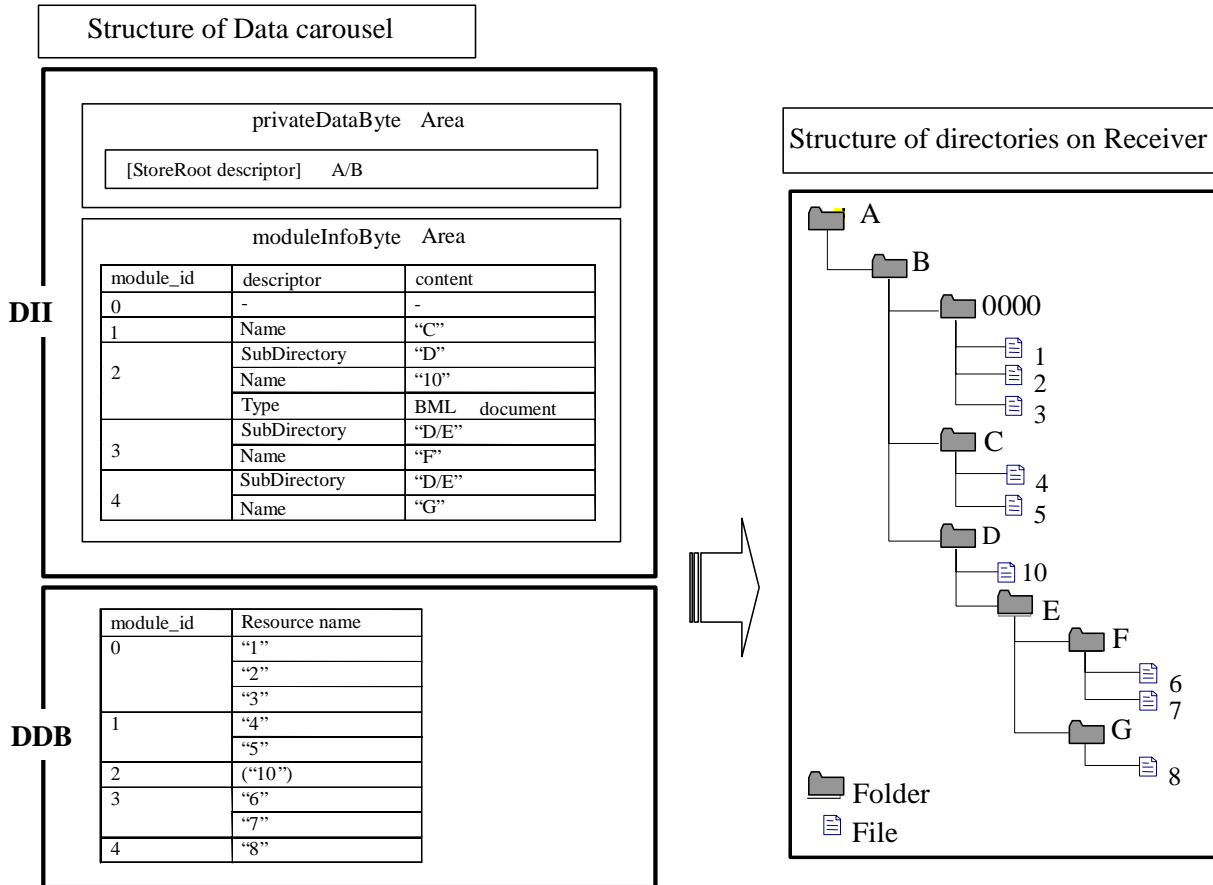 Structure of Data carousel
privateDataByte Area
[StoreRoot descriptor] A/B
moduleInfoByte Area
module_id descriptor content
0 - -
1 Name “C”
2 SubDirectory “D”
Name “10”
Type BML document
3 SubDirectory “D/E”
Name “F”
4 SubDirectory “D/E”
Name “G”
DII
module_id Resource name
0 “1”
“2”
“3”
1 “4”
“5”
2 (“10”)
3 “6”
“7”
4 “8”
DDB
Structure of directories on Receiver
A
B
0000
1
2
3
C
4
5
D
10
E
F
6
7
G
8
Folder
File